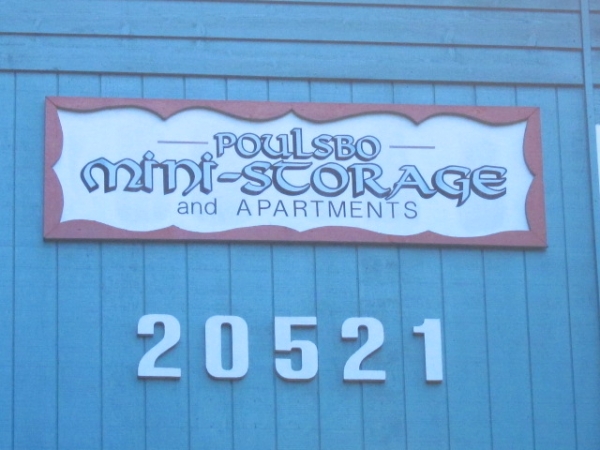 POULSBO
MINI-STORAGE
and APARTMENTS
20521